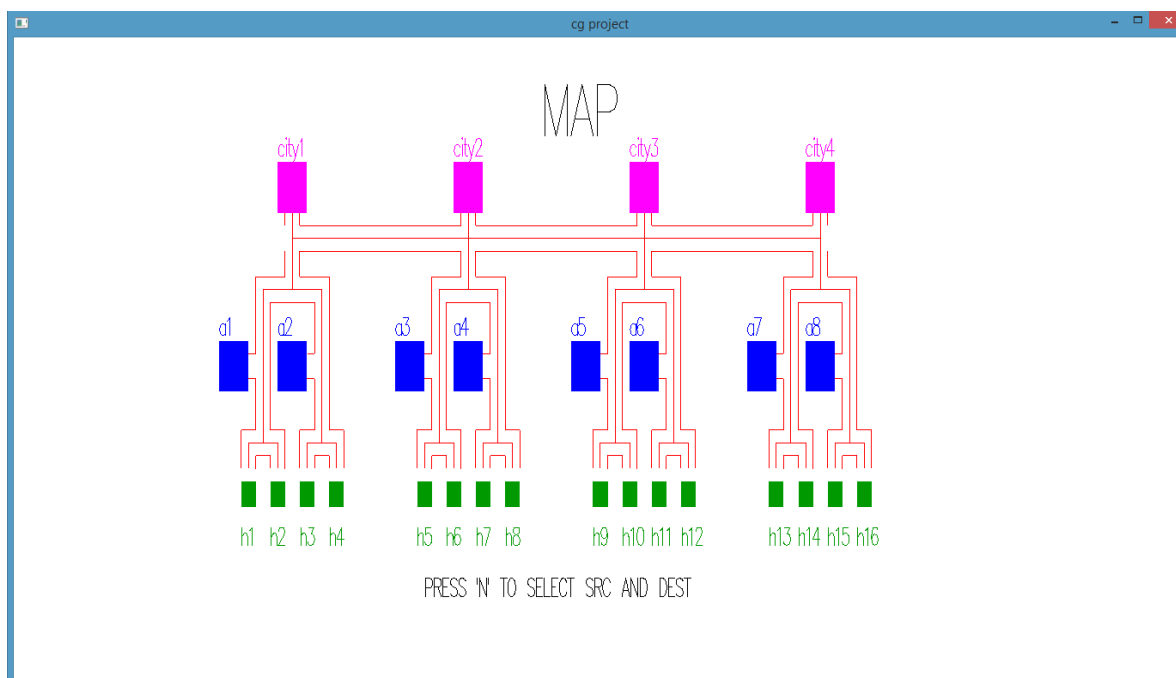 cg project
MAP
city1 city2 city3 city4
a1 a2 a3 a4 a5 a6 a7 a8
h1 h2 h3 h4 h5 h6 h7 h8 h9 h10 h11 h12 h13 h14 h15 h16
PRESS 'N' TO SELECT SRC AND DEST